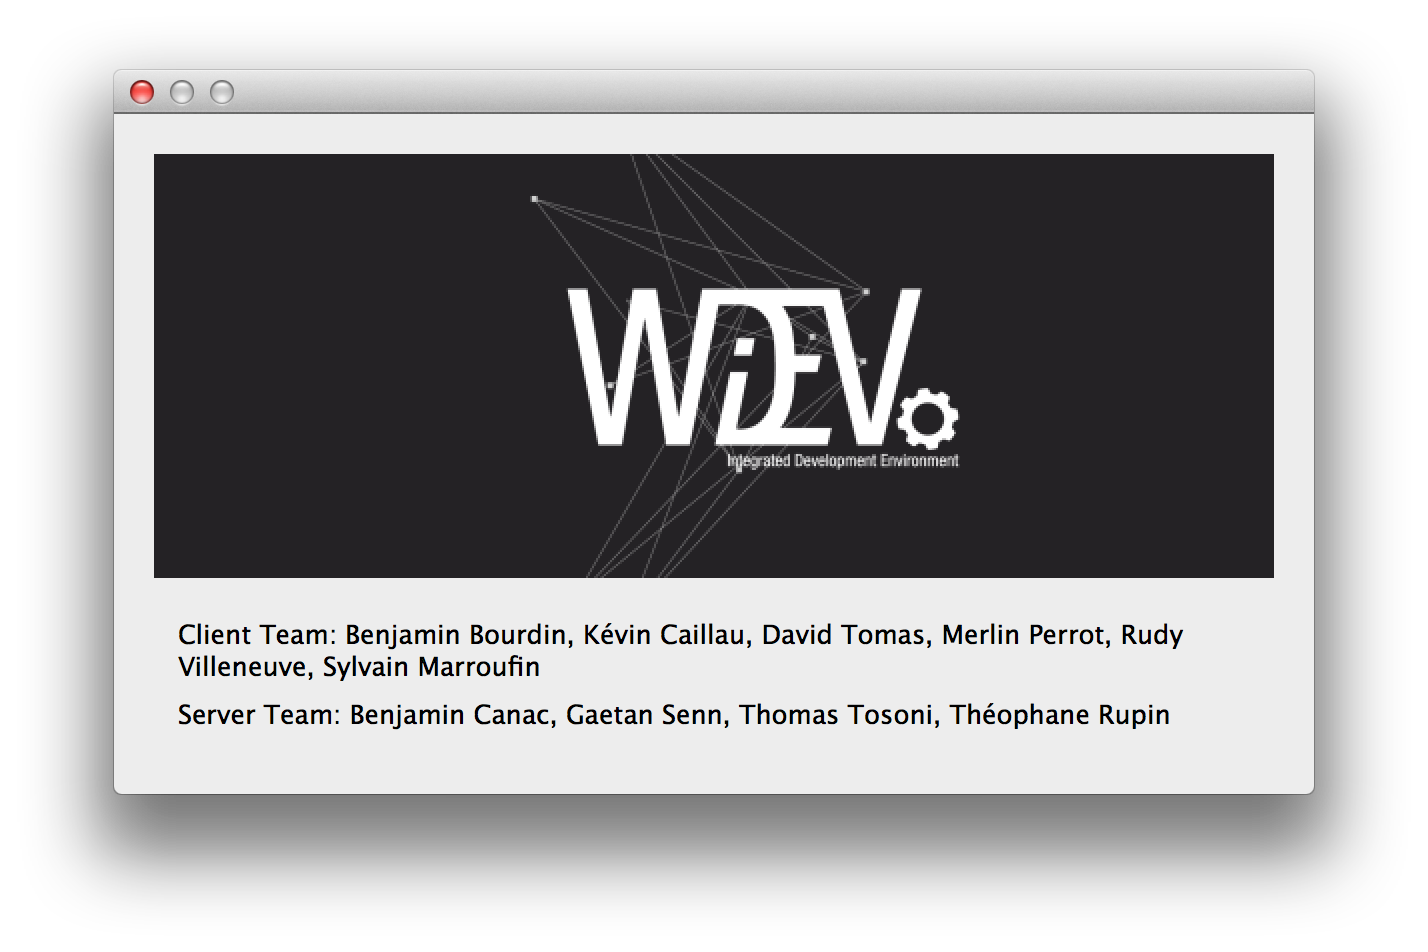 WiDEV
Integrated Development Environment
Client Team: Benjamin Bourdin, Kévin Caillau, David Tomas, Merlin Perrot, Rudy
Villeneuve, Sylvain Marroufin
Server Team: Benjamin Canac, Gaetan Senn, Thomas Tosoni, Théophane Rupin